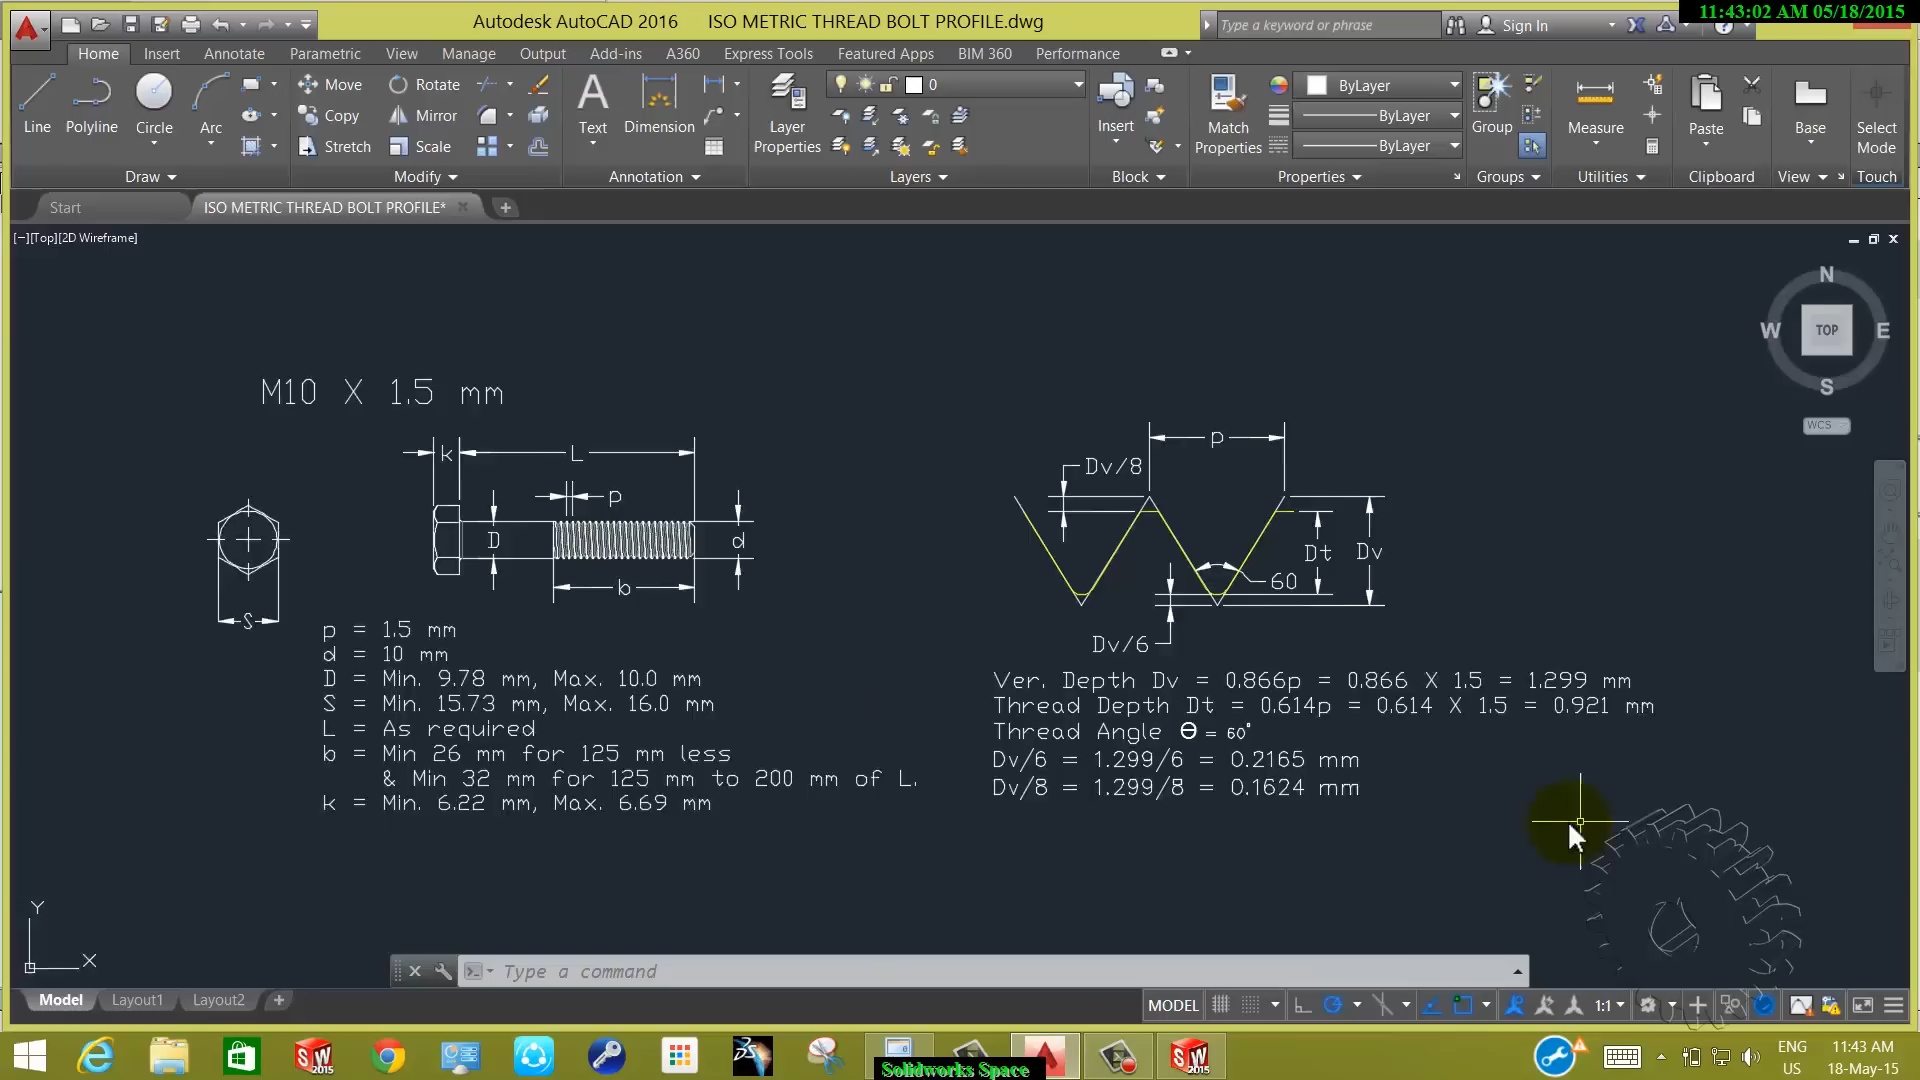 Autodesk AutoCAD 2016 ISO METRIC THREAD BOLT PROFILE.dwg
Type a keyword or phrase
Sign In
11:43:02 AM 05/18/2015
Home Insert Annotate Parametric View Manage Output Add-ins A360 Express Tools Featured Apps BIM 360 Performance
Line Polyline Circle Arc
Move Rotate
Copy Mirror
Stretch Scale
Text Dimension
Layer Properties
0
Insert
Match Properties
ByLayer
ByLayer
ByLayer
Group
Measure
Paste
Base
Select Mode
Draw Modify Annotation Layers Block Properties Groups Utilities Clipboard View Touch
Start ISO METRIC THREAD BOLT PROFILE*
[−][Top][2D Wireframe]
N
W TOP E
S
WCS
M10 X 1.5 mm
k L
p
D d
b
S
p = 1.5 mm
d = 10 mm
D = Min. 9.78 mm, Max. 10.0 mm
S = Min. 15.73 mm, Max. 16.0 mm
L = As required
b = Min 26 mm for 125 mm less
& Min 32 mm for 125 mm to 200 mm of L.
k = Min. 6.22 mm, Max. 6.69 mm
p
Dv/8
Dt Dv
60
Dv/6
Ver. Depth Dv = 0.866p = 0.866 X 1.5 = 1.299 mm
Thread Depth Dt = 0.614p = 0.614 X 1.5 = 0.921 mm
Thread Angle Θ = 60°
Dv/6 = 1.299/6 = 0.2165 mm
Dv/8 = 1.299/8 = 0.1624 mm
Y
X
Type a command
Model Layout1 Layout2
MODEL 1:1
SW 2015
SW 2015
Solidworks Space
ENG US
11:43 AM
18-May-15